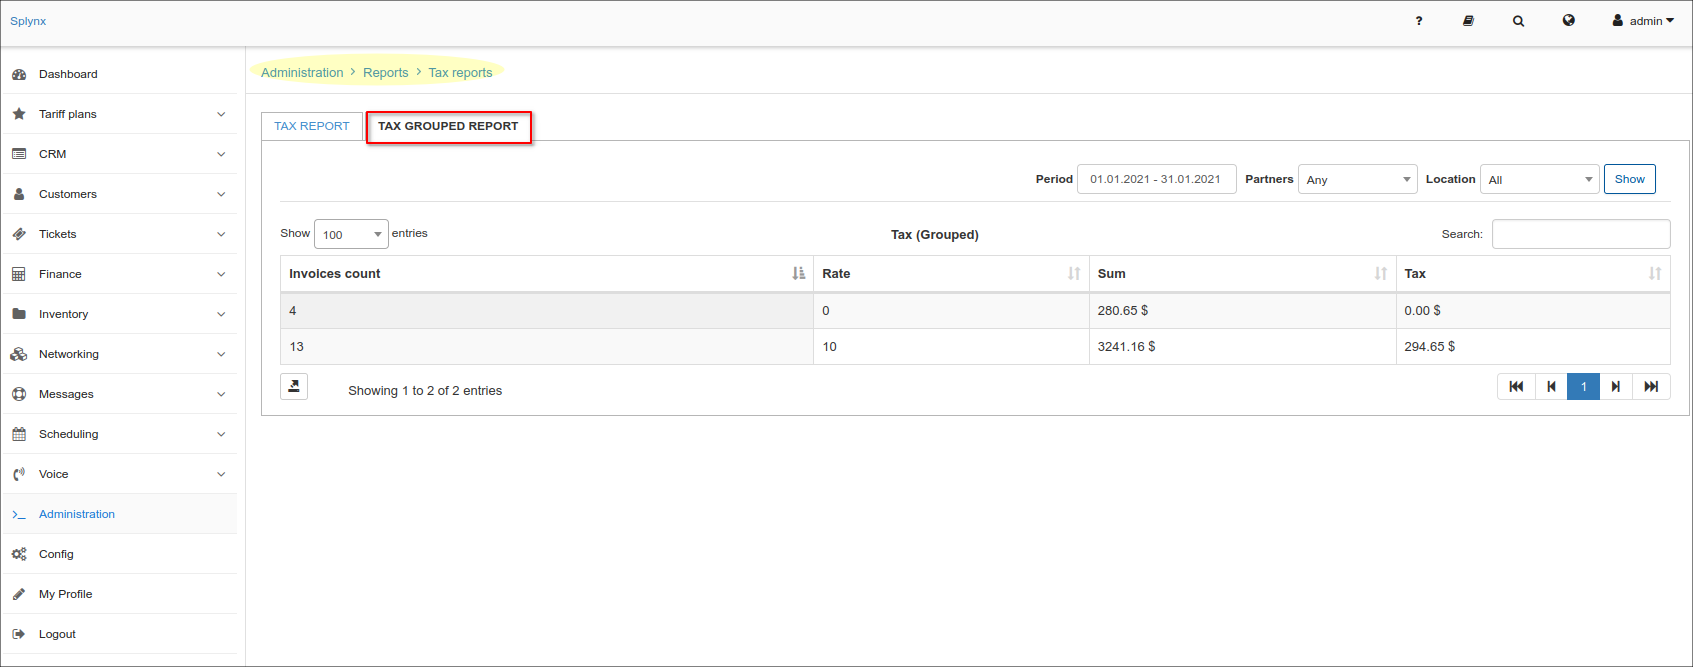 Splynx
? admin
Dashboard
Tariff plans
CRM
Customers
Tickets
Finance
Inventory
Networking
Messages
Scheduling
Voice
Administration
Config
My Profile
Logout
Administration > Reports > Tax reports
TAX REPORT TAX GROUPED REPORT
Period 01.01.2021 - 31.01.2021 Partners Any Location All Show
Show 100 entries Tax (Grouped) Search:
Invoices count Rate Sum Tax
4 0 280.65 $ 0.00 $
13 10 3241.16 $ 294.65 $
Showing 1 to 2 of 2 entries 1